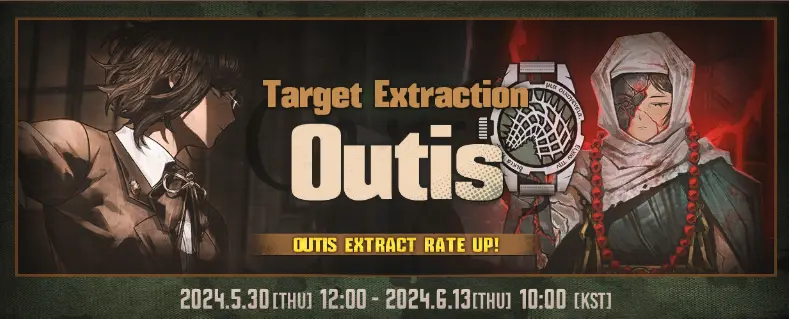 Target Extraction
Outis
OUTIS EXTRACT RATE UP!
2024.5.30[THU] 12:00 - 2024.6.13[THU] 10:00 [KST]